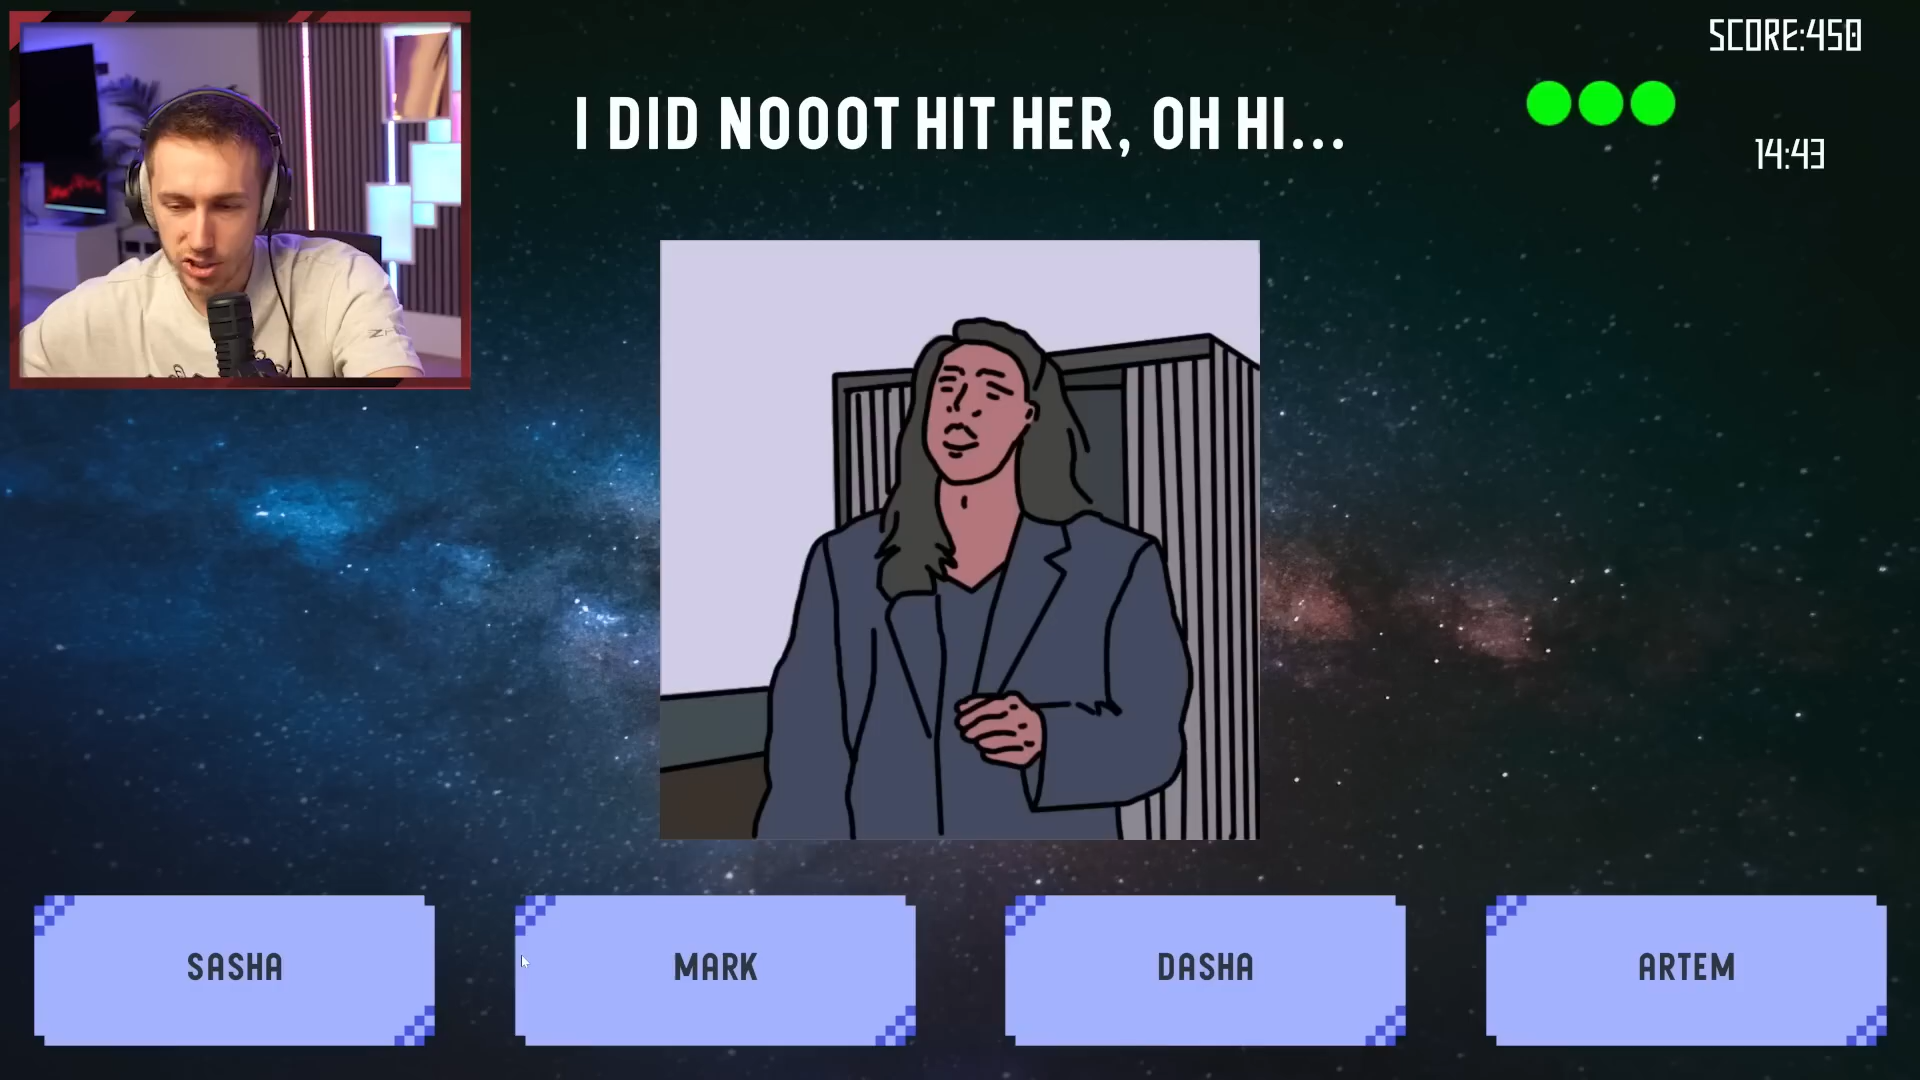 SCORE:450
I DID NOOOT HIT HER, OH HI...
14:43
SASHA
MARK
DASHA
ARTEM